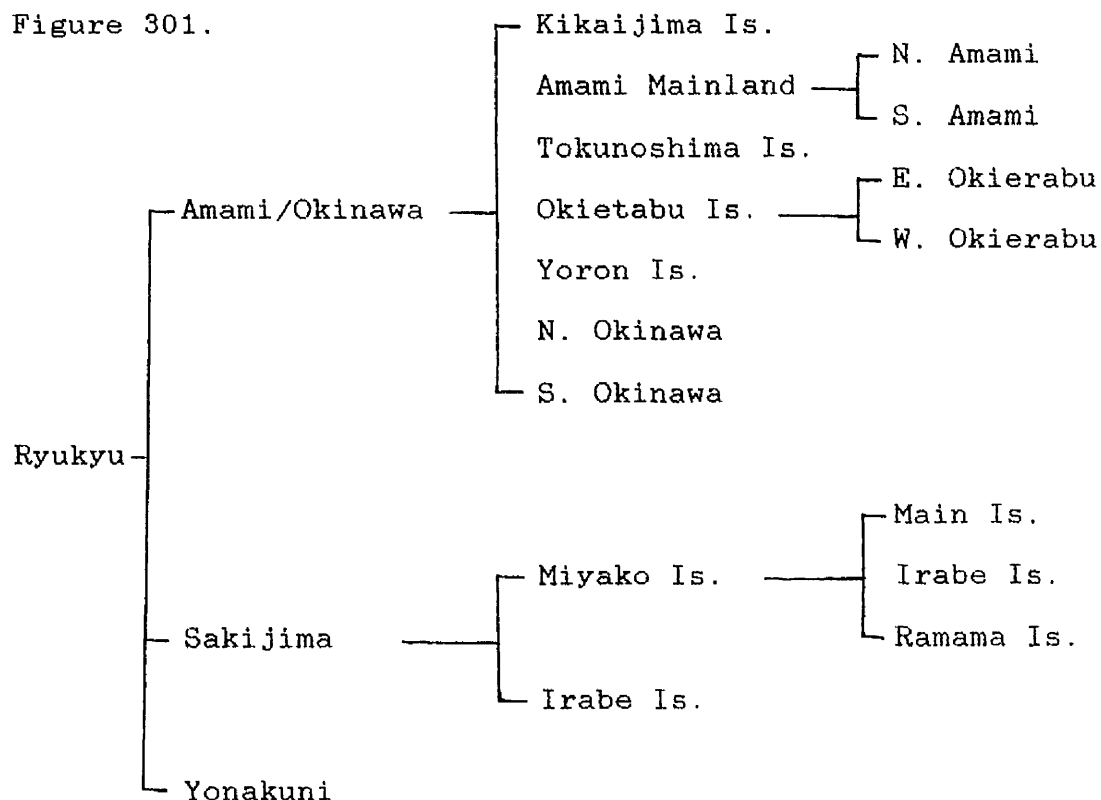 Figure 301.
Kikaijima Is.
N. Amami
Amami Mainland
S. Amami
Tokunoshima Is.
E. Okierabu
Amami/Okinawa
Okietabu Is.
W. Okierabu
Yoron Is.
N. Okinawa
S. Okinawa
Ryukyu
Main Is.
Miyako Is.
Irabe Is.
Sakijima
Ramama Is.
Irabe Is.
Yonakuni